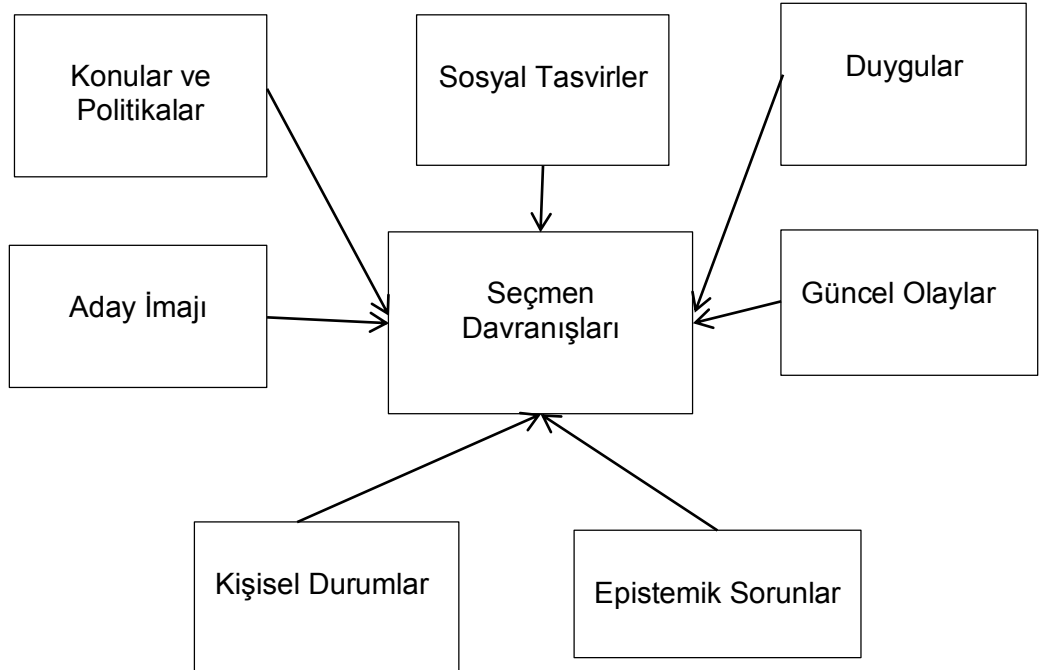 Konular ve
Politikalar
Sosyal Tasvirler
Duygular
Aday İmajı
Seçmen
Davranışları
Güncel Olaylar
Kişisel Durumlar
Epistemik Sorunlar